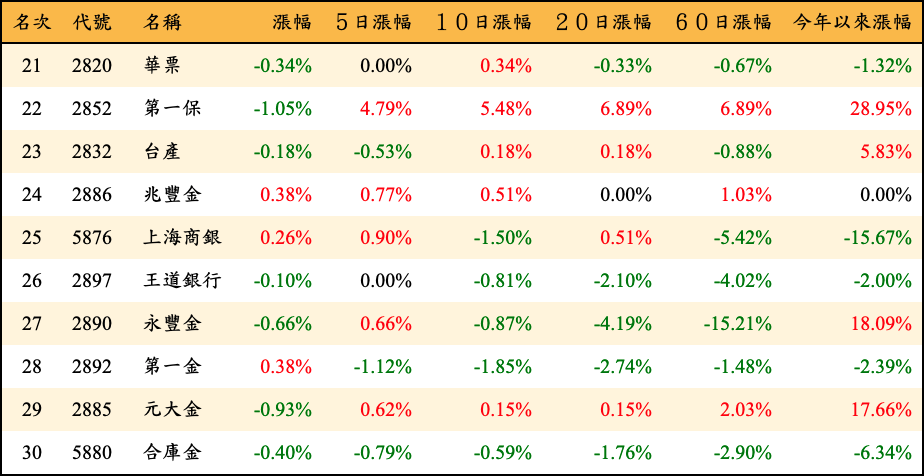 名次 代號 名稱 漲幅 5日漲幅 10日漲幅 20日漲幅 60日漲幅 今年以來漲幅
21 2820 華票 -0.34% 0.00% 0.34% -0.33% -0.67% -1.32%
22 2852 第一保 -1.05% 4.79% 5.48% 6.89% 6.89% 28.95%
23 2832 台產 -0.18% -0.53% 0.18% 0.18% -0.88% 5.83%
24 2886 兆豐金 0.38% 0.77% 0.51% 0.00% 1.03% 0.00%
25 5876 上海商銀 0.26% 0.90% -1.50% 0.51% -5.42% -15.67%
26 2897 王道銀行 -0.10% 0.00% -0.81% -2.10% -4.02% -2.00%
27 2890 永豐金 -0.66% 0.66% -0.87% -4.19% -15.21% 18.09%
28 2892 第一金 0.38% -1.12% -1.85% -2.74% -1.48% -2.39%
29 2885 元大金 -0.93% 0.62% 0.15% 0.15% 2.03% 17.66%
30 5880 合庫金 -0.40% -0.79% -0.59% -1.76% -2.90% -6.34%